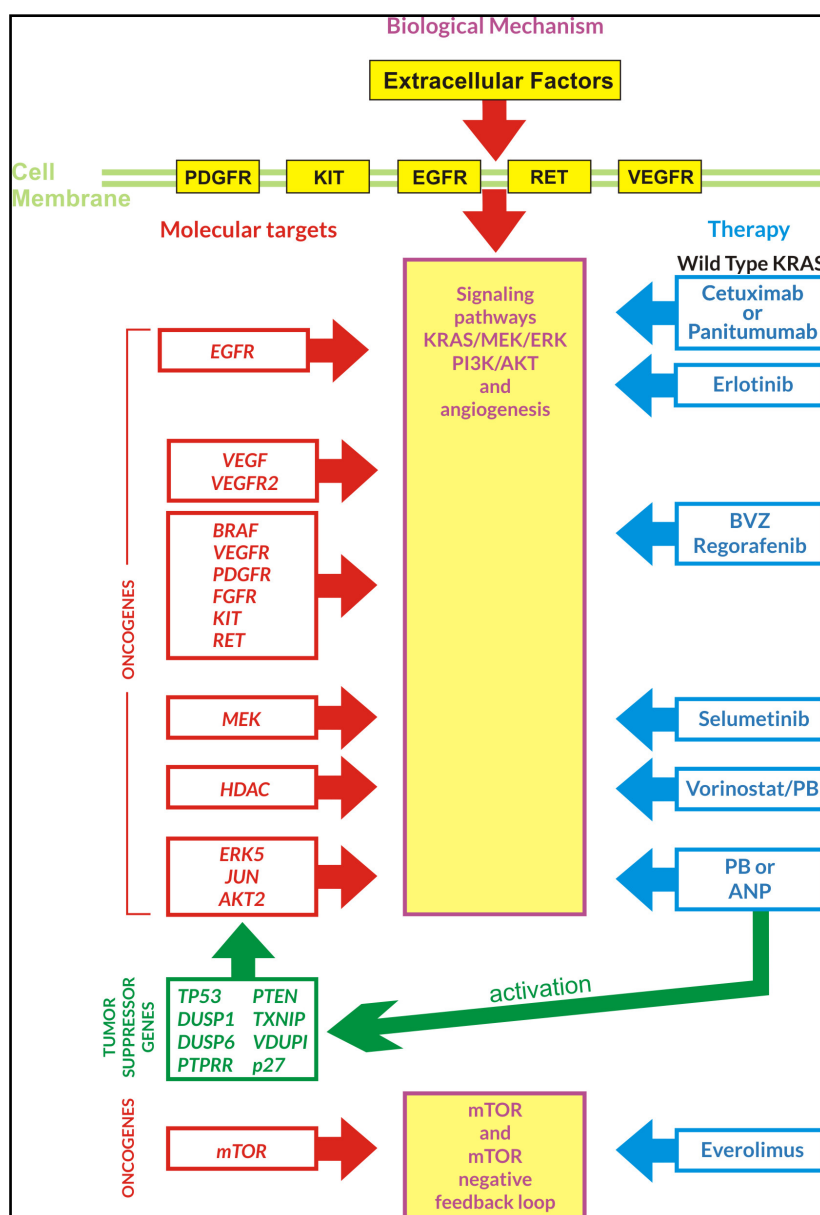 Biological Mechanism
Extracellular Factors
Cell
Membrane
PDGFR
KIT
EGFR
RET
VEGFR
Molecular targets
Therapy
Wild Type KRAS
Signaling
pathways
KRAS/MEK/ERK
PI3K/AKT
and
angiogenesis
ONCOGENES
EGFR
VEGF
VEGFR2
BRAF
VEGFR
PDGFR
FGFR
KIT
RET
MEK
HDAC
ERK5
JUN
AKT2
Cetuximab
or
Panitumumab
Erlotinib
BVZ
Regorafenib
Selumetinib
Vorinostat/PB
PB or
ANP
activation
TUMOR
SUPPRESSOR
GENES
TP53 PTEN
DUSP1 TXNIP
DUSP6 VDUPI
PTPRR p27
ONCOGENES
mTOR
mTOR
and
mTOR
negative
feedback loop
Everolimus